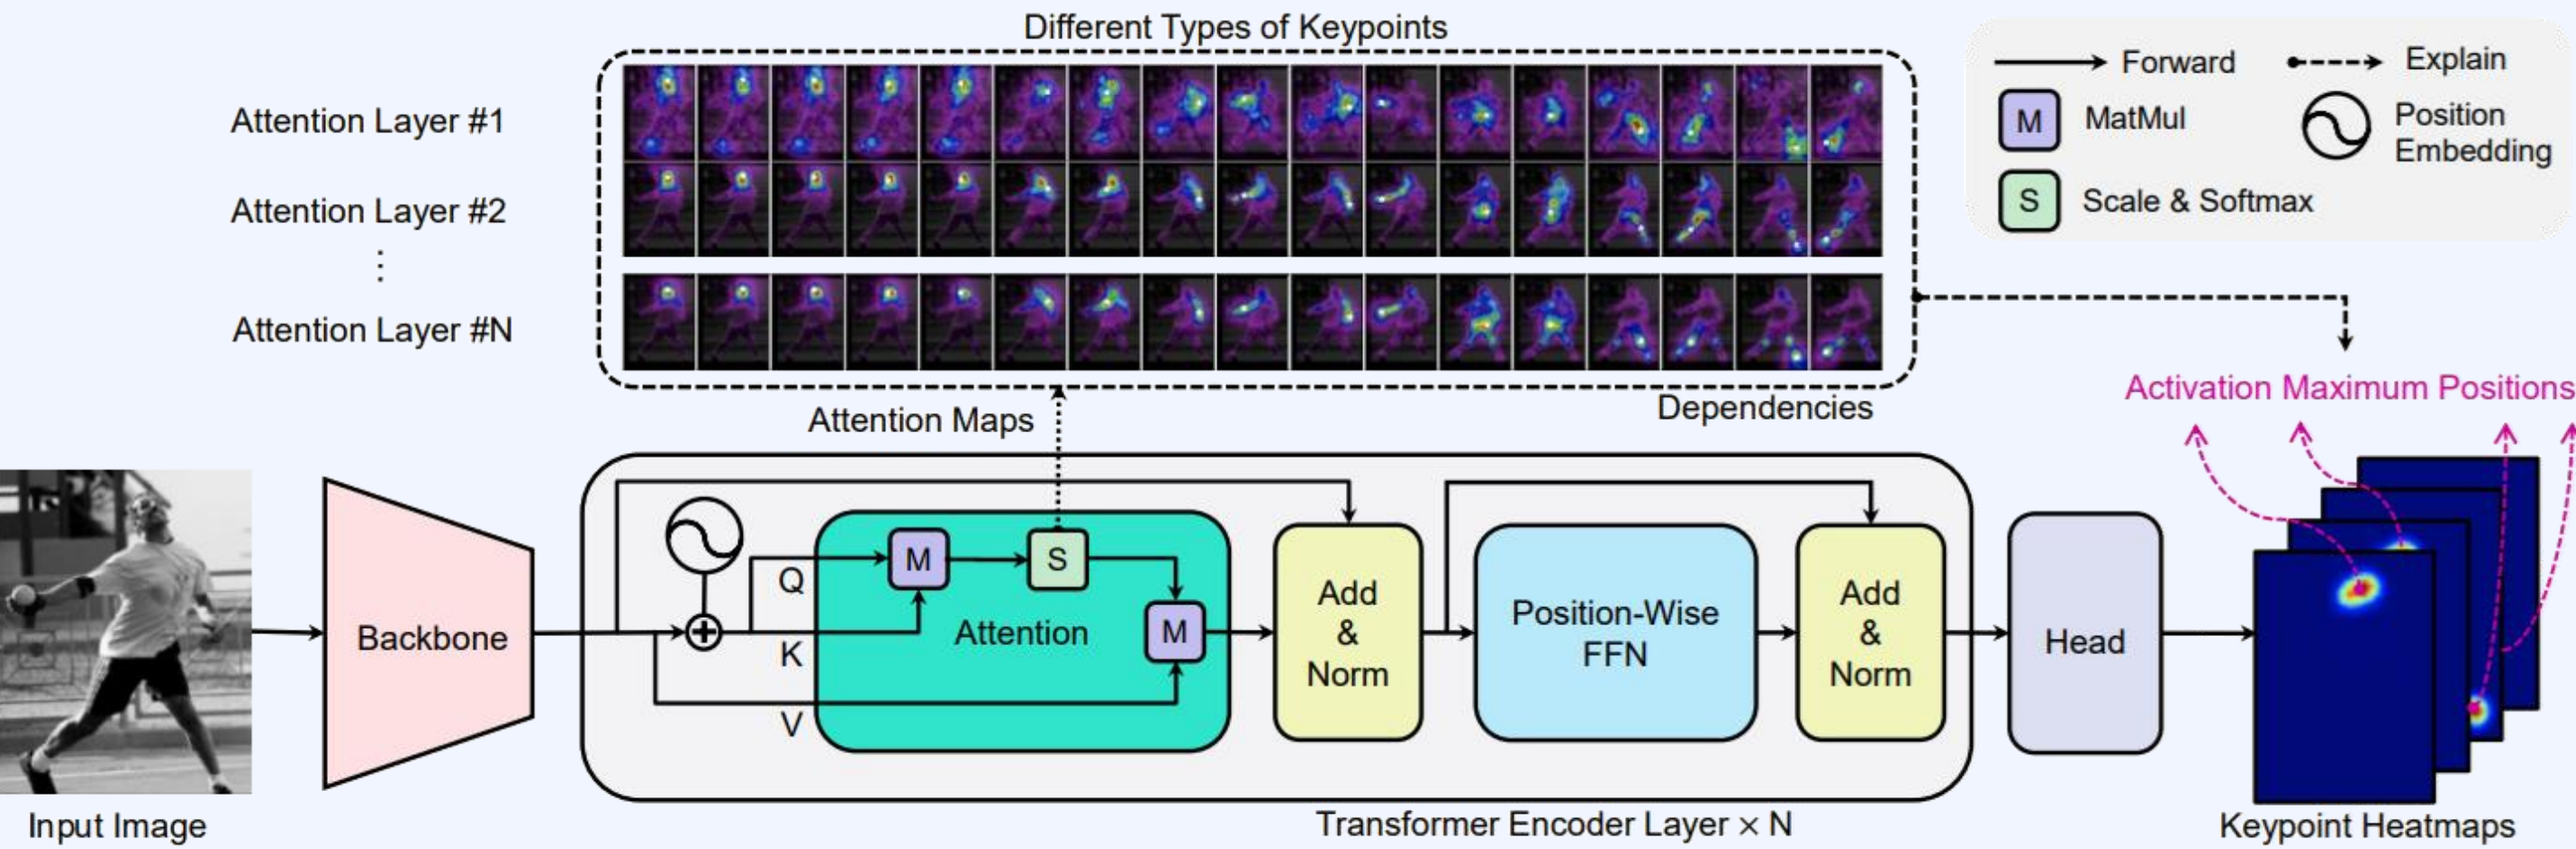 Different Types of Keypoints
Attention Layer #1
Attention Layer #2
⋮
Attention Layer #N
Forward
Explain
M
MatMul
Position
Embedding
S
Scale & Softmax
Attention Maps
Dependencies
Activation Maximum Positions
Input Image
Backbone
Q
K
V
M
S
M
Attention
Add
&
Norm
Position-Wise
FFN
Add
&
Norm
Transformer Encoder Layer × N
Head
Keypoint Heatmaps